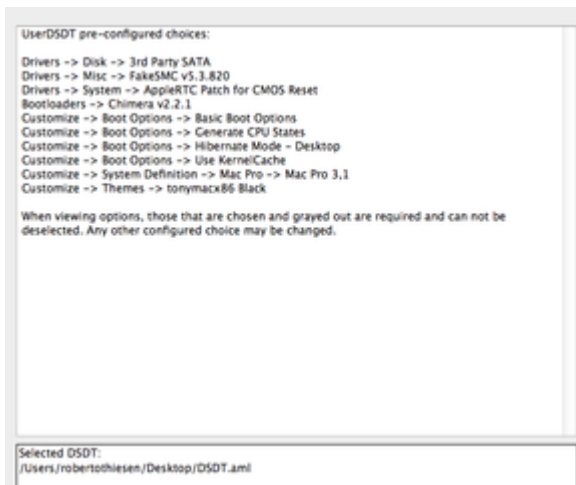 UserDSDT pre-configured choices:
Drivers -> Disk -> 3rd Party SATA
Drivers -> Misc -> FakeSMC v5.3.820
Drivers -> System -> AppleRTC Patch for CMOS Reset
Bootloaders -> Chimera v2.2.1
Customize -> Boot Options -> Basic Boot Options
Customize -> Boot Options -> Generate CPU States
Customize -> Boot Options -> Hibernate Mode - Desktop
Customize -> Boot Options -> Use KernelCache
Customize -> System Definition -> Mac Pro -> Mac Pro 3,1
Customize -> Themes -> tonymacx86 Black
When viewing options, those that are chosen and grayed out are required and can not be
deselected. Any other configured choice may be changed.
Selected DSDT:
/Users/robertothiesen/Desktop/DSDT.aml